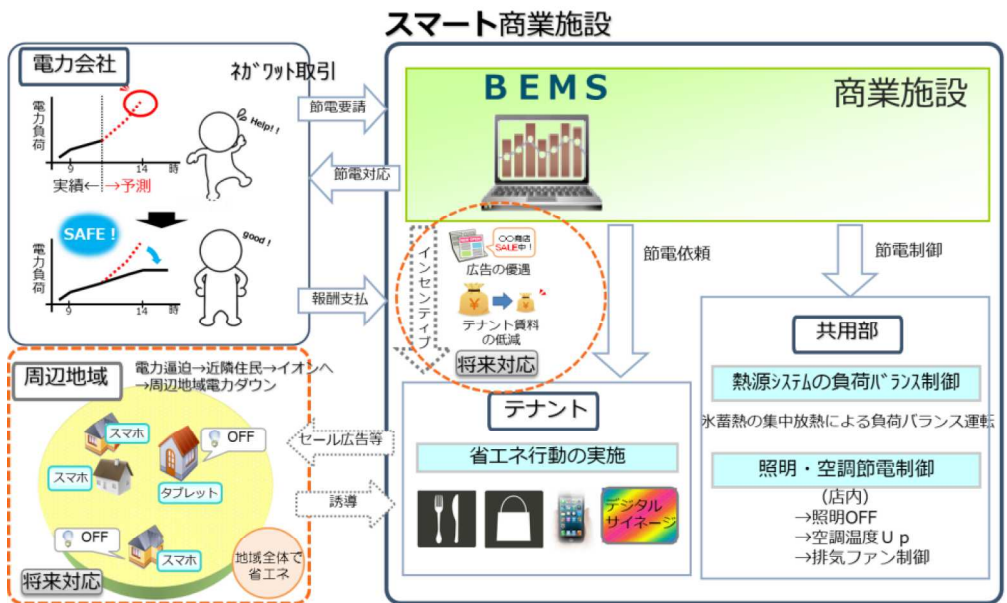 スマート商業施設
電力会社
ネガワット取引
電力負荷
9
14
時
実績←
→予測
Help!!
SAFE!
good!
電力負荷
9
14
時
節電要請
節電対応
報酬支払
BEMS
商業施設
インセンティブ
〇〇商店
SALE中!
広告の優遇
¥
¥
テナント賃料
の低減
将来対応
節電依頼
節電制御
共用部
熱源システムの負荷バランス制御
氷蓄熱の集中放熱による負荷バランス運転
照明・空調節電制御
(店内)
→照明OFF
→空調温度Up
→排気ファン制御
テナント
省エネ行動の実施
デジタル
サイネージ
周辺地域
電力逼迫→近隣住民→イオンへ
→周辺地域電力ダウン
スマホ
OFF
スマホ
タブレット
OFF
スマホ
地域全体で
省エネ
将来対応
セール広告等
誘導